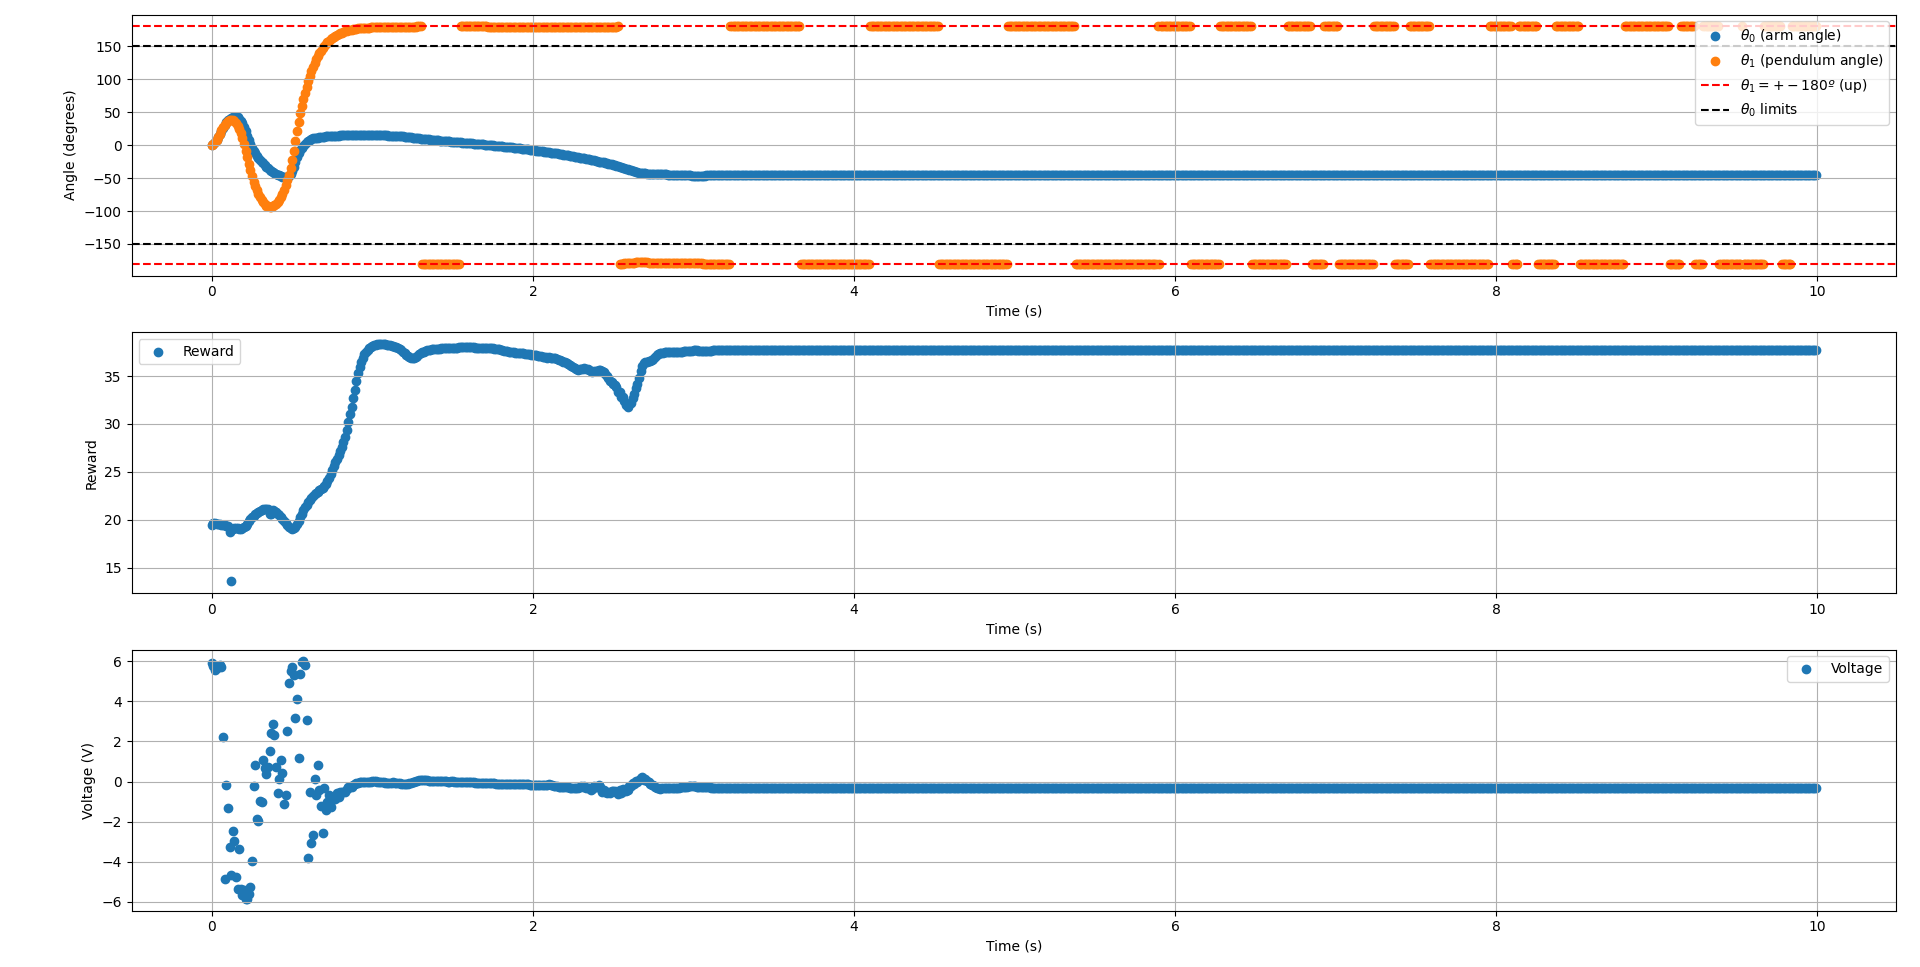 150
100
50
0
−50
−100
−150
Angle (degrees)
θ0 (arm angle)
θ1 (pendulum angle)
θ1 = + − 180º (up)
θ0 limits
0 2 4 6 8 10
Time (s)
35
30
25
20
15
Reward
Reward
0 2 4 6 8 10
Time (s)
6
4
2
0
−2
−4
−6
Voltage (V)
Voltage
0 2 4 6 8 10
Time (s)